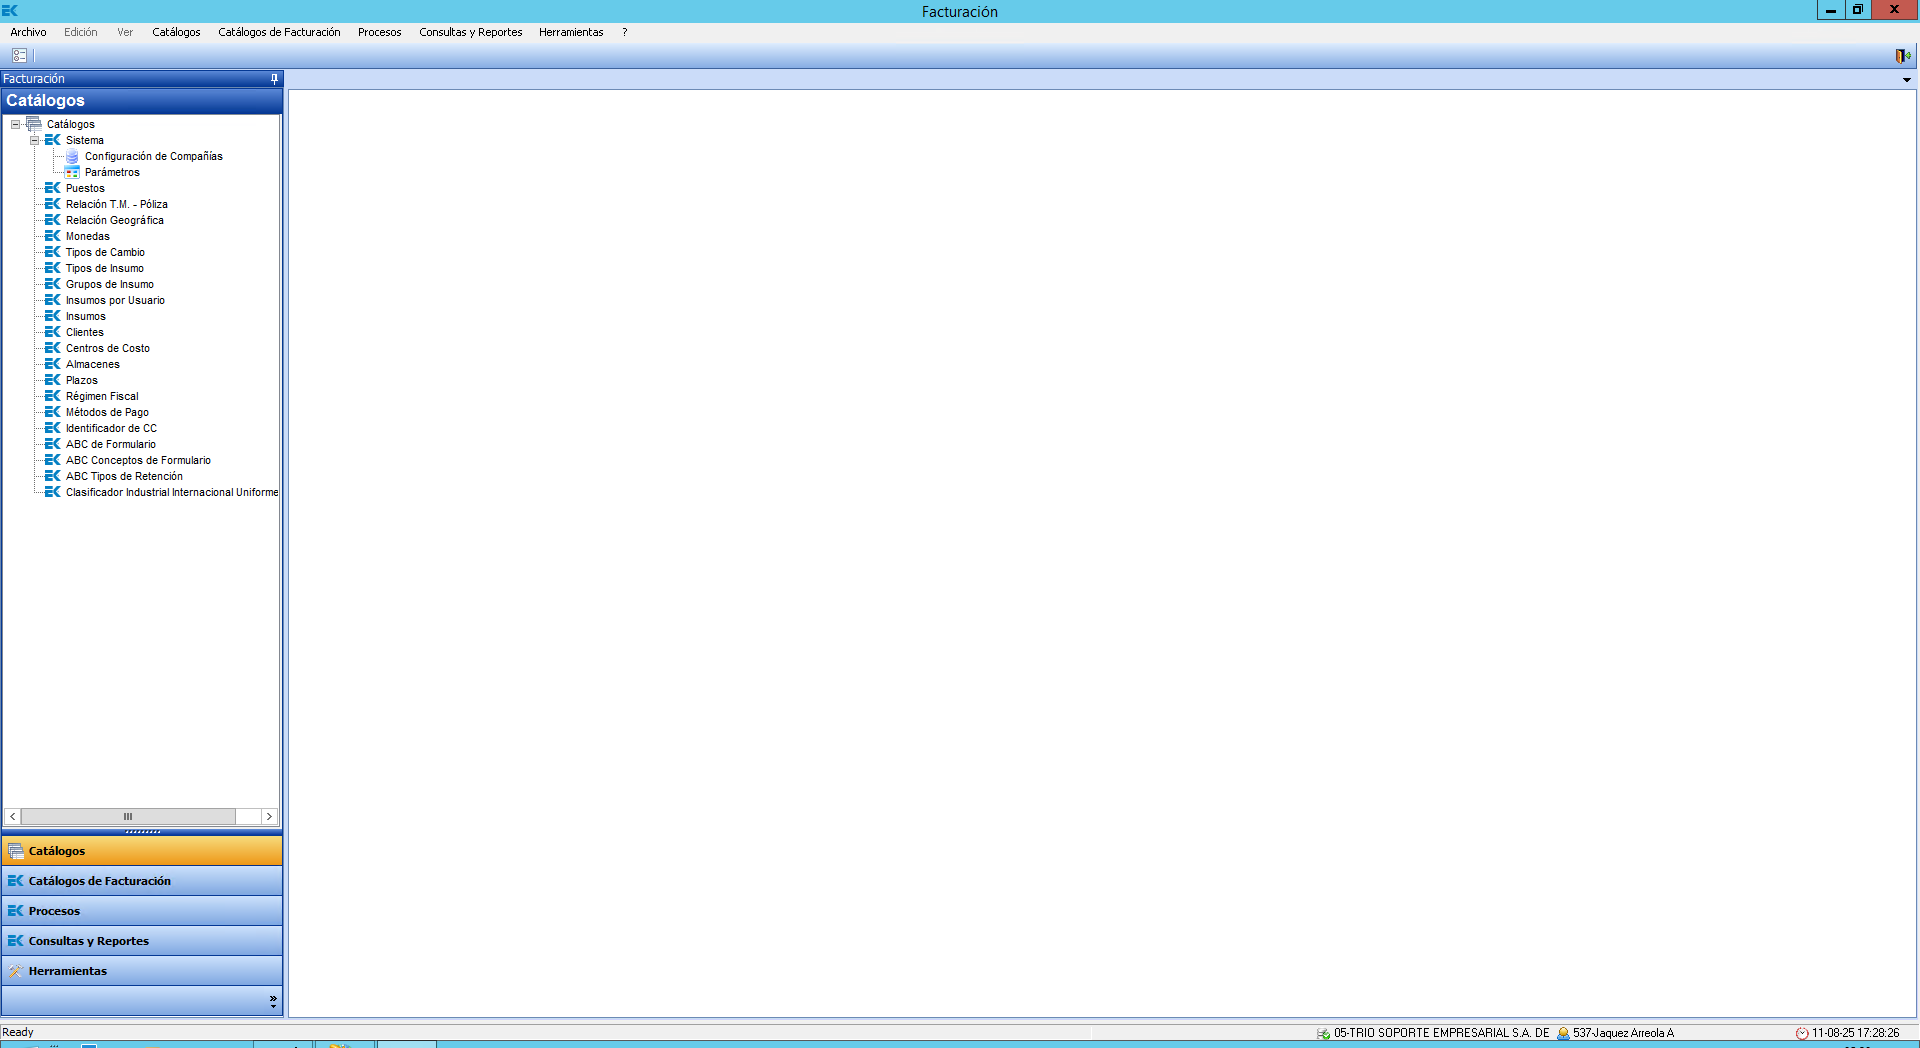 Facturación
Archivo Edición Ver Catálogos Catálogos de Facturación Procesos Consultas y Reportes Herramientas ?
Facturación
Catálogos
Catálogos
Sistema
Configuración de Compañías
Parámetros
Puestos
Relación T.M. - Póliza
Relación Geográfica
Monedas
Tipos de Cambio
Tipos de Insumo
Grupos de Insumo
Insumos por Usuario
Insumos
Clientes
Centros de Costo
Almacenes
Plazos
Régimen Fiscal
Métodos de Pago
Identificador de CC
ABC de Formulario
ABC Conceptos de Formulario
ABC Tipos de Retención
Clasificador Industrial Internacional Uniforme
Catálogos
Catálogos de Facturación
Procesos
Consultas y Reportes
Herramientas
Ready 05-TRIO SOPORTE EMPRESARIAL S.A. DE 537-Jaquez Arreola A 11-08-25 17:28:26